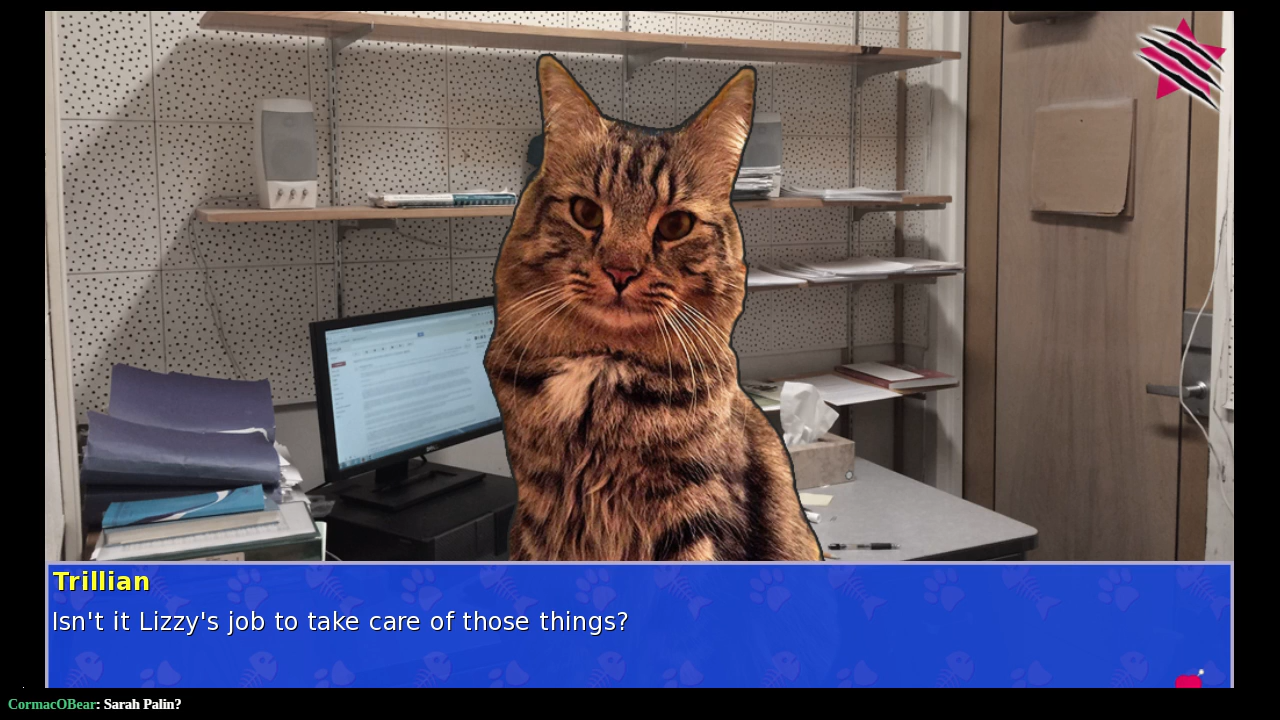 Trillian
Isn't it Lizzy's job to take care of those things?
CormacOBear: Sarah Palin?